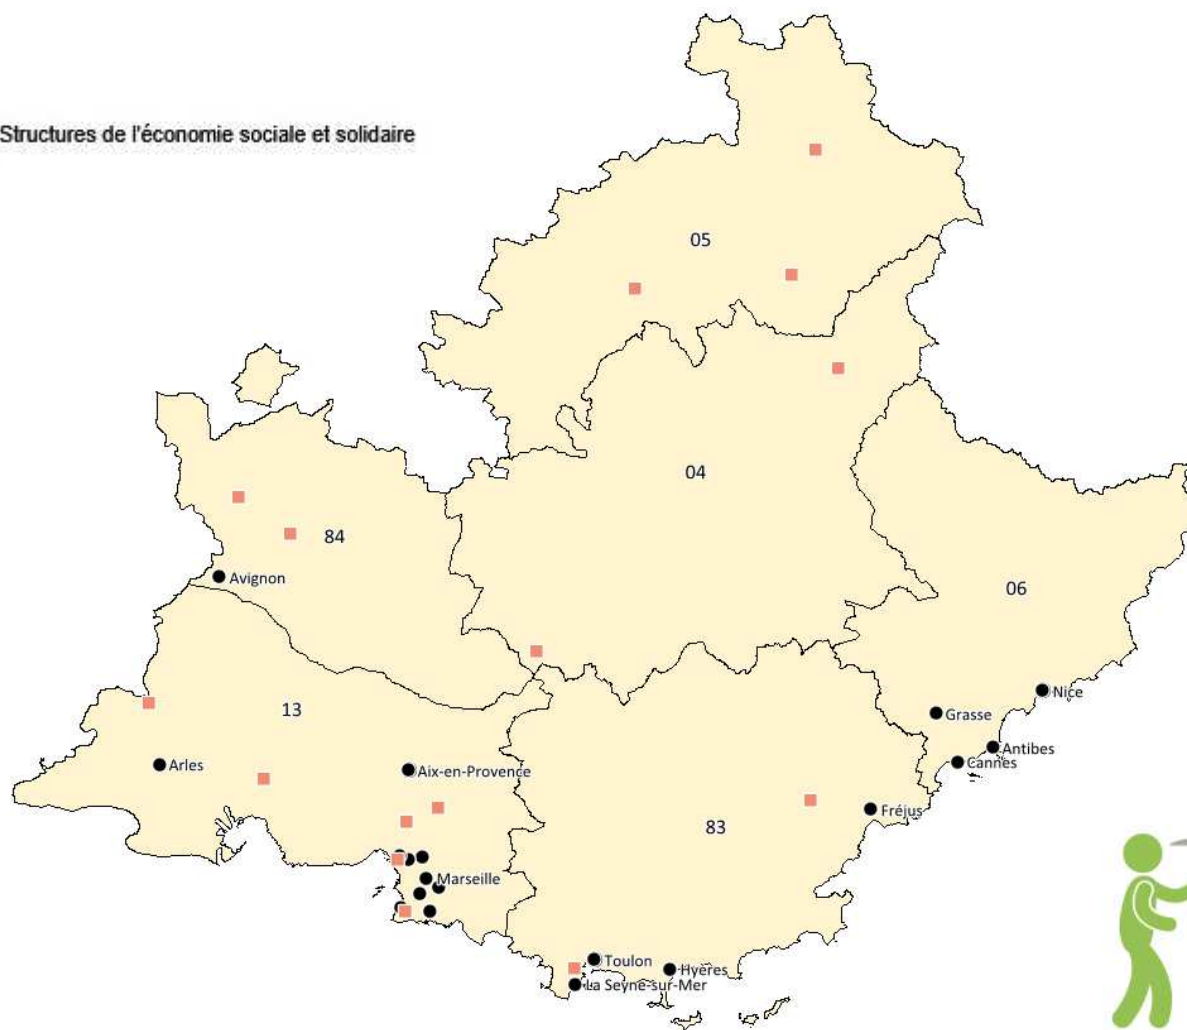 Structures de l'économie sociale et solidaire
05
04
84
Avignon
06
13
Nice
Grasse
Antibes
Cannes
Arles
Aix-en-Provence
Fréjus
83
Marseille
Toulon
Hyères
La Seyne-sur-Mer